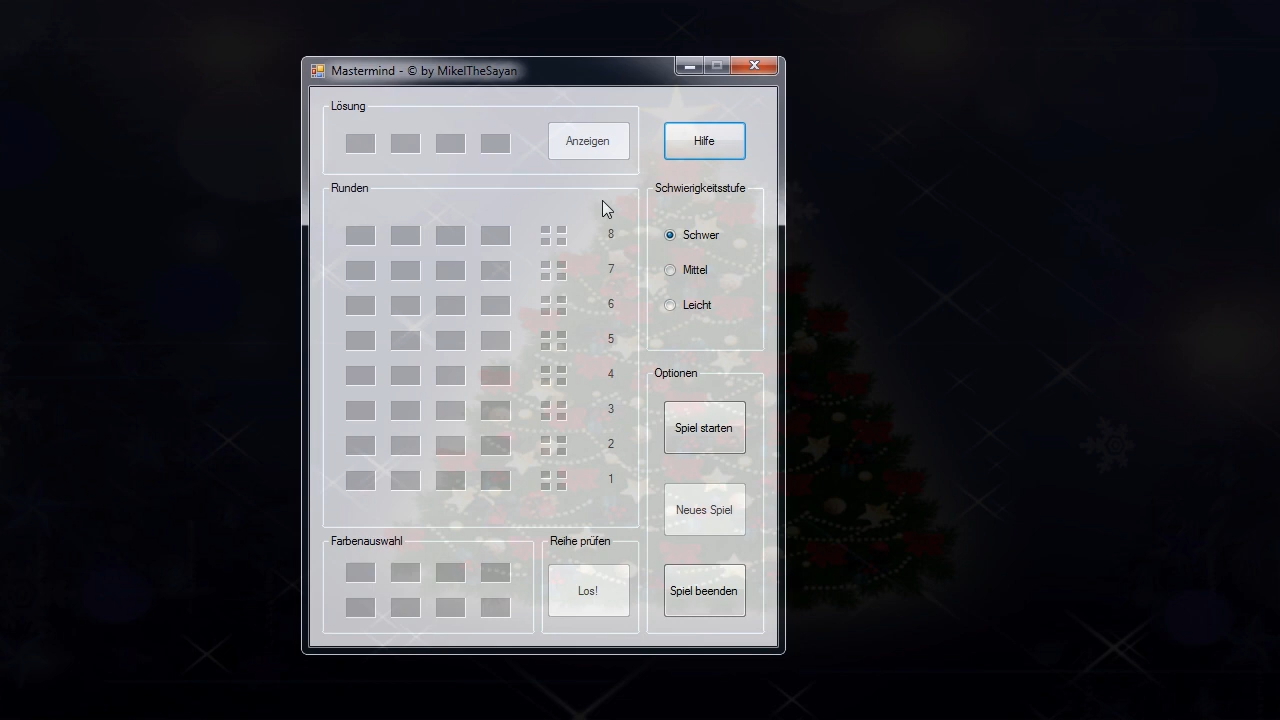 Mastermind - © by MikelTheSayan
Lösung
Anzeigen
Hilfe
Runden
Schwierigkeitsstufe
8
Schwer
7
Mittel
6
Leicht
5
4
Optionen
3
Spiel starten
2
1
Neues Spiel
Farbenauswahl
Reihe prüfen
Los!
Spiel beenden